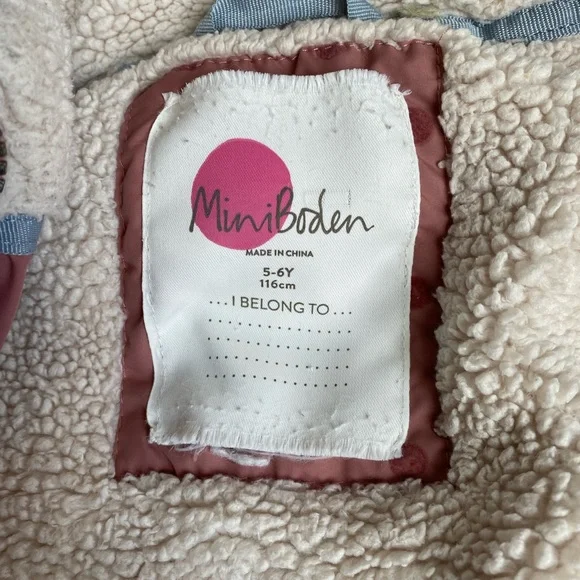 MiniBoden
MADE IN CHINA
5-6Y
116cm
...I BELONG TO...